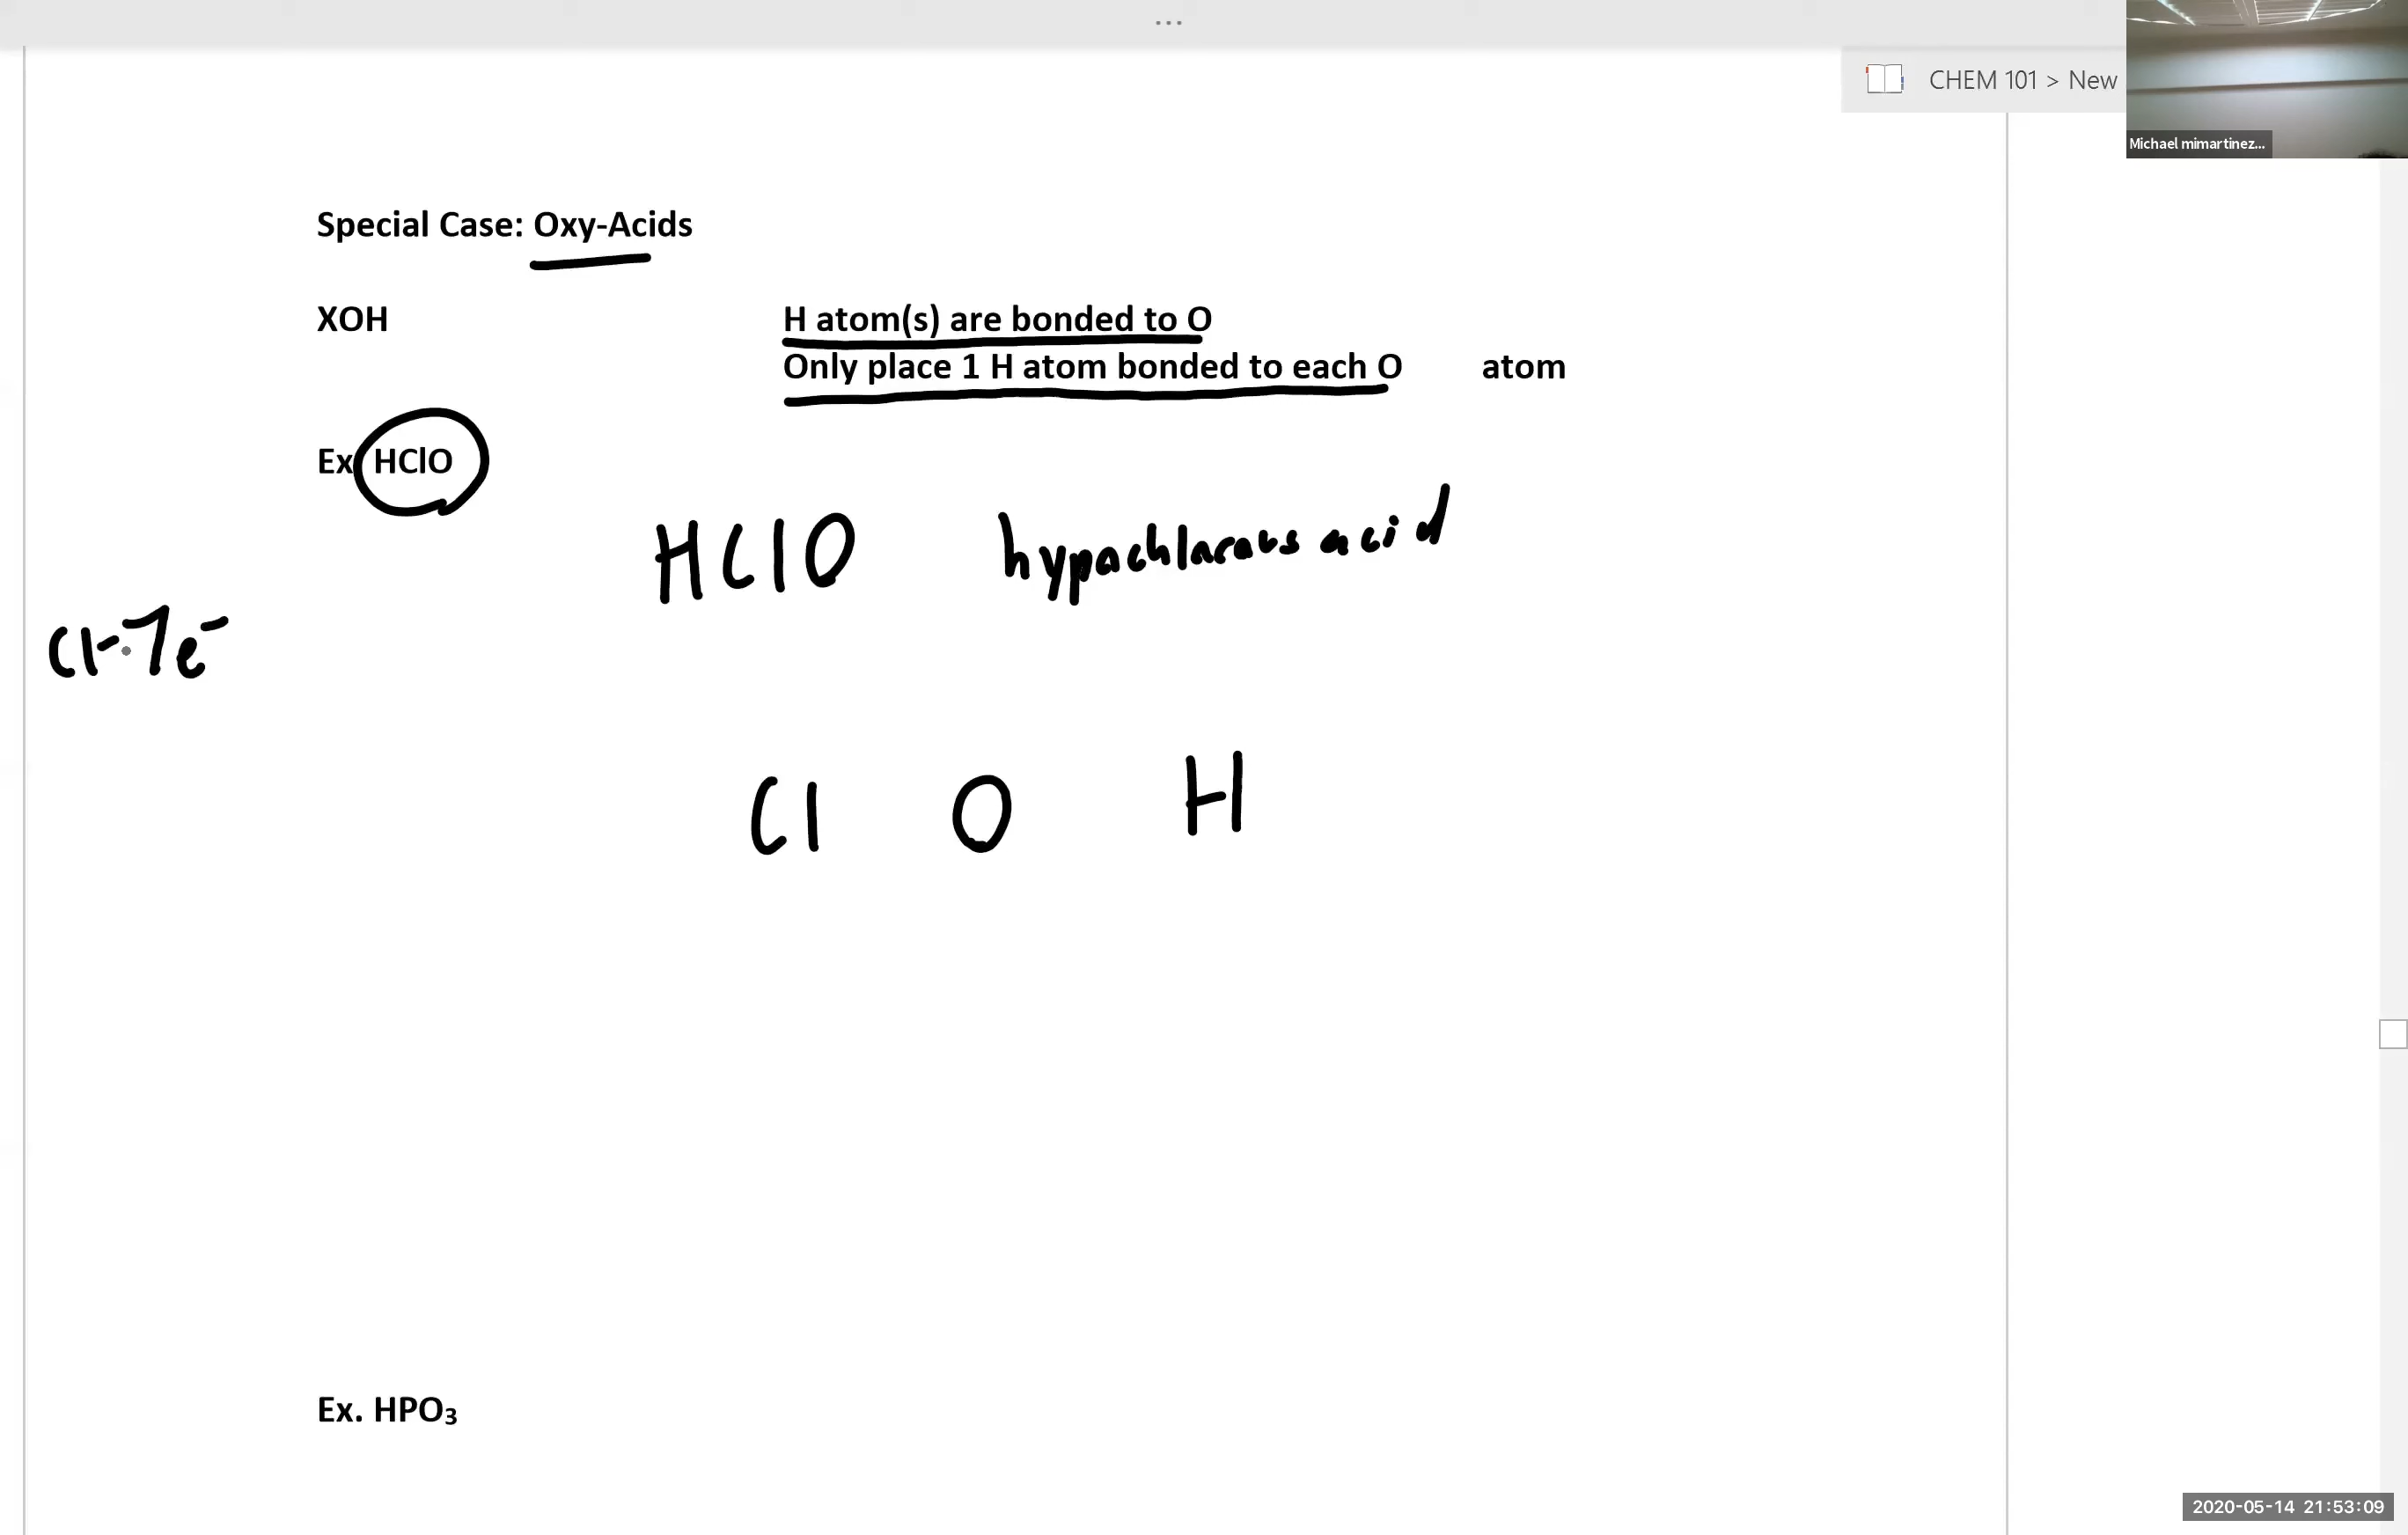 ...
CHEM 101 > New
Michael mimartinez...
Special Case: Oxy-Acids
XOH H atom(s) are bonded to O
Only place 1 H atom bonded to each O atom
Ex HClO
HClO hypochlorous acid
Cl-7e⁻
Cl O H
Ex. HPO₃
2020-05-14 21:53:09